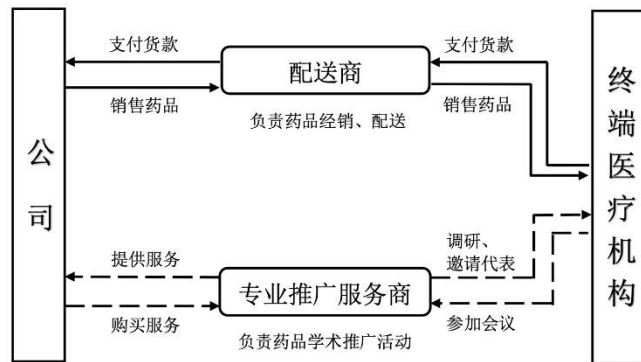 支付货款
支付货款
配送商
销售药品
销售药品
负责药品经销、配送
公司
终端医疗机构
提供服务
调研、
邀请代表
专业推广服务商
购买服务
参加会议
负责药品学术推广活动